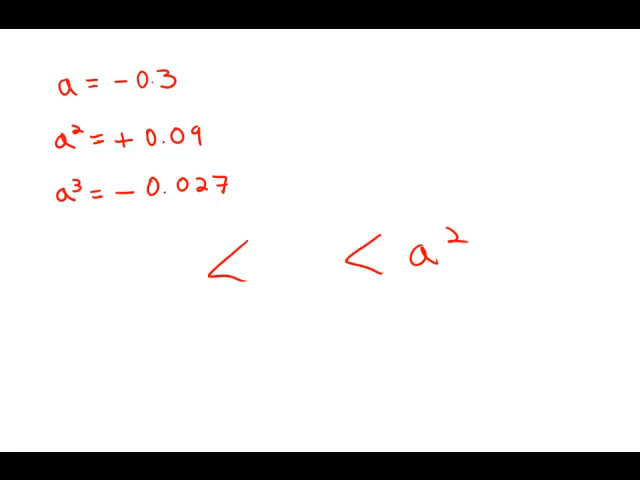 a = -0.3
a² = +0.09
a³ = -0.027
< < a²